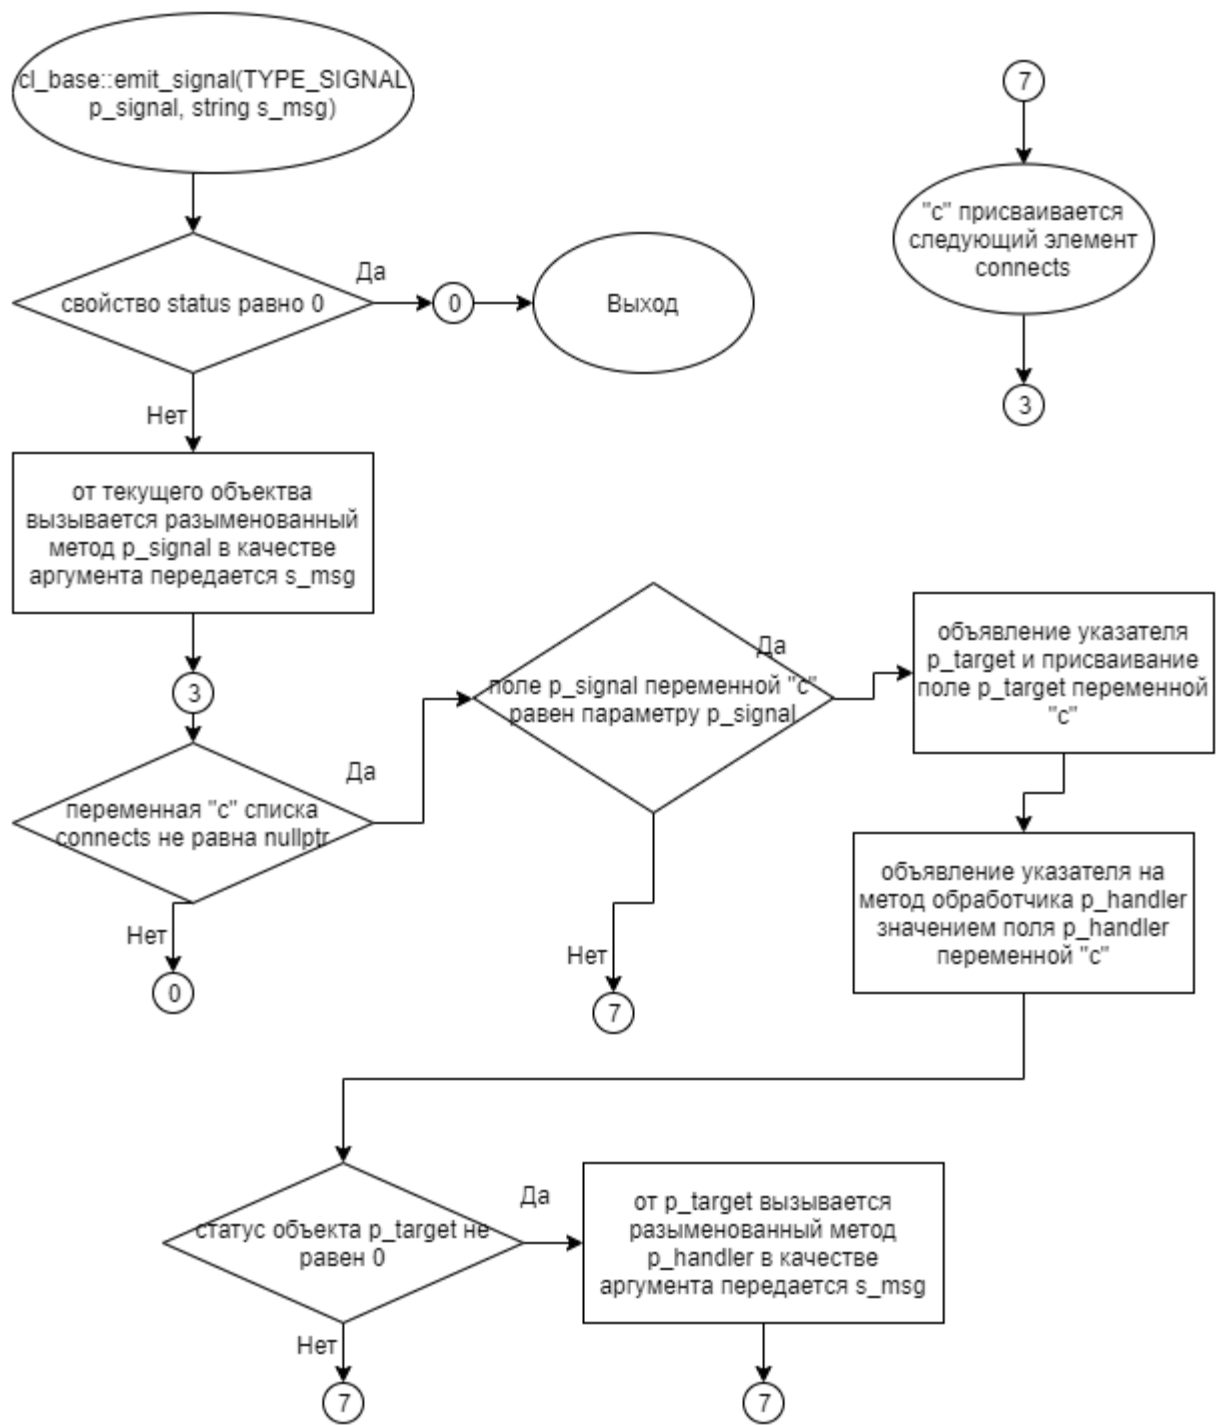 cl_base::emit_signal(TYPE_SIGNAL
p_signal, string s_msg)
7
"c" присваивается
следующий элемент
connects
3
свойство status равно 0
Да
0
Выход
Нет
от текущего объектва
вызывается разыменованный
метод p_signal в качестве
аргумента передается s_msg
3
переменная "c" списка
connects не равна nullptr
Да
Нет
0
поле p_signal переменной "c"
равен параметру p_signal
Да
Нет
7
объявление указателя
p_target и присваивание
поле p_target переменной
"c"
объявление указателя на
метод обработчика p_handler
значением поля p_handler
переменной "c"
статус объекта p_target не
равен 0
Да
Нет
7
от p_target вызывается
разыменованный метод
p_handler в качестве
аргумента передается s_msg
7